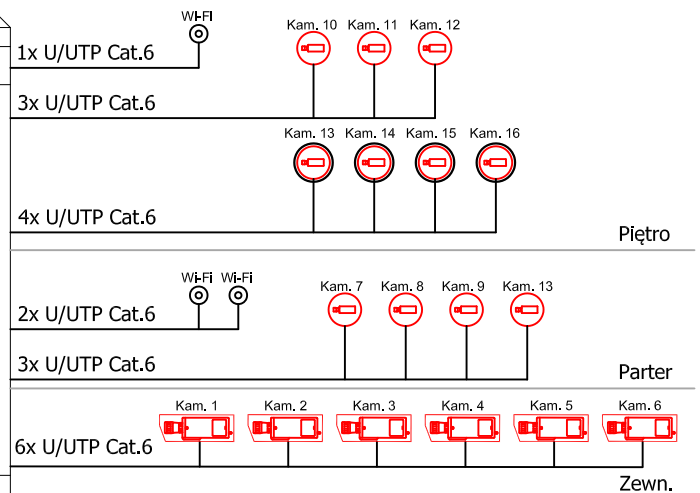 Wi-Fi
Kam. 10 Kam. 11 Kam. 12
1x U/UTP Cat.6
3x U/UTP Cat.6
Kam. 13 Kam. 14 Kam. 15 Kam. 16
4x U/UTP Cat.6
Piętro
Wi-Fi Wi-Fi
Kam. 7 Kam. 8 Kam. 9 Kam. 13
2x U/UTP Cat.6
3x U/UTP Cat.6
Parter
Kam. 1 Kam. 2 Kam. 3 Kam. 4 Kam. 5 Kam. 6
6x U/UTP Cat.6
Zewn.